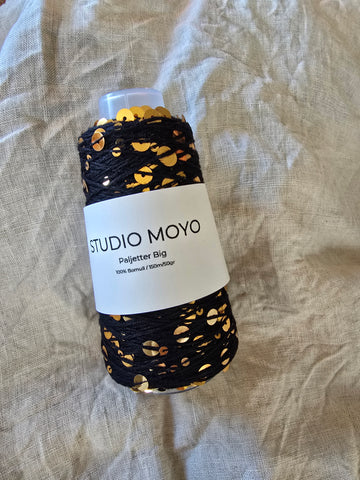 STUDIO MOYO
Paljetter Big
100% Bomull / 150m/50gr